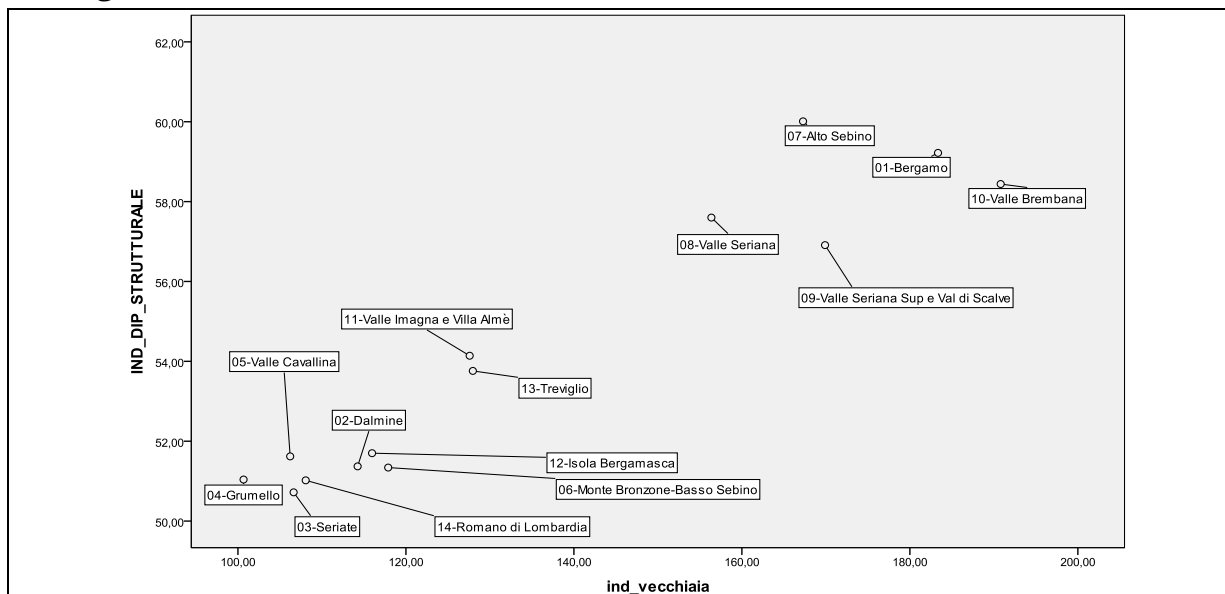 62,00
60,00
58,00
56,00
54,00
52,00
50,00
IND_DIP_STRUTTURALE
07-Alto Sebino
01-Bergamo
10-Valle Brembana
08-Valle Seriana
09-Valle Seriana Sup e Val di Scalve
11-Valle Imagna e Villa Almè
05-Valle Cavallina
13-Treviglio
02-Dalmine
12-Isola Bergamasca
06-Monte Bronzone-Basso Sebino
04-Grumello
03-Seriate
14-Romano di Lombardia
100,00
120,00
140,00
160,00
180,00
200,00
ind_vecchiaia